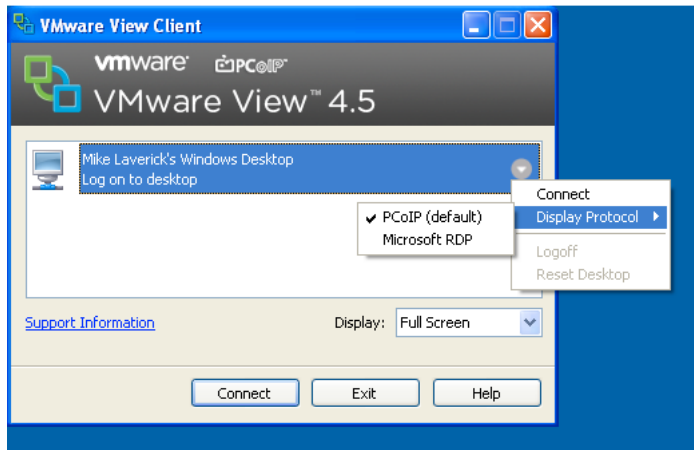 VMware View Client
vmware PCoIP
VMware View™ 4.5
Mike Laverick's Windows Desktop
Log on to desktop
Connect
PCoIP (default)
Display Protocol
Microsoft RDP
Logoff
Reset Desktop
Support Information
Display: Full Screen
Connect Exit Help